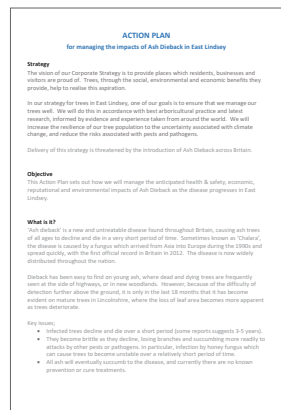 ACTION PLAN
for managing the impacts of Ash Dieback in East Lindsey
Strategy
The vision of our Corporate Strategy is to provide places which residents, businesses and
visitors are proud of. Trees, through the social, environmental and economic benefits they
provide, help to realise this aspiration.
In our strategy for trees in East Lindsey, one of our goals is to ensure that we manage our
trees well. We will do this in accordance with best arboricultural practice and latest
research, informed by evidence and experience taken from around the world. We will
increase the resilience of our tree population to the uncertainty associated with climate
change, and reduce the risks associated with pests and pathogens.
Delivery of this strategy is threatened by the introduction of Ash Dieback across Britain.
Objective
This Action Plan sets out how we will manage the anticipated health & safety, economic,
reputational and environmental impacts of Ash Dieback as the disease progresses in East
Lindsey.
What is it?
'Ash dieback' is a new and untreatable disease found throughout Britain, causing ash trees
of all ages to decline and die in a very short period of time. Sometimes known as 'Chalara',
the disease is caused by a fungus which arrived from Asia into Europe during the 1990s and
spread quickly, with the first official record in Britain in 2012. The disease is now widely
distributed throughout the nation.
Dieback has been easy to find on young ash, where dead and dying trees are frequently
seen at the side of highways, or in new woodlands. However, because of the difficulty of
detection further above the ground, it is only in the last 18 months that it has become
evident on mature trees in Lincolnshire, where the loss of leaf area becomes more apparent
as trees deteriorate.
Key issues;
• Infected trees decline and die over a short period (some reports suggest 3-5 years).
• They become brittle as they decline, losing branches and succumbing more readily to
attacks by other pests or pathogens. In particular, infection by honey fungus which
can cause trees to become unstable over a relatively short period of time.
• All ash will eventually succumb to the disease, and currently there are no known
prevention or cure treatments.